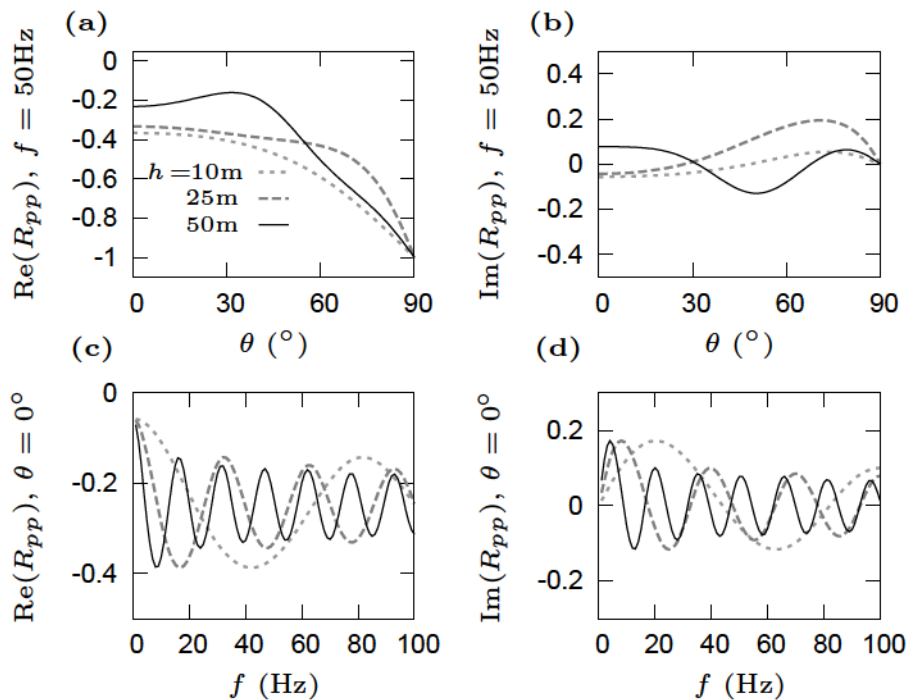 (a)
Re(Rpp), f = 50Hz
0
-0.2
-0.4
-0.6
-0.8
-1
h =10m
25m
50m
0 30 60 90
θ (°)
(b)
Im(Rpp), f = 50Hz
0.4
0.2
0
-0.2
-0.4
0 30 60 90
θ (°)
(c)
Re(Rpp), θ = 0°
0
-0.2
-0.4
0 20 40 60 80 100
f (Hz)
(d)
Im(Rpp), θ = 0°
0.2
0
-0.2
0 20 40 60 80 100
f (Hz)